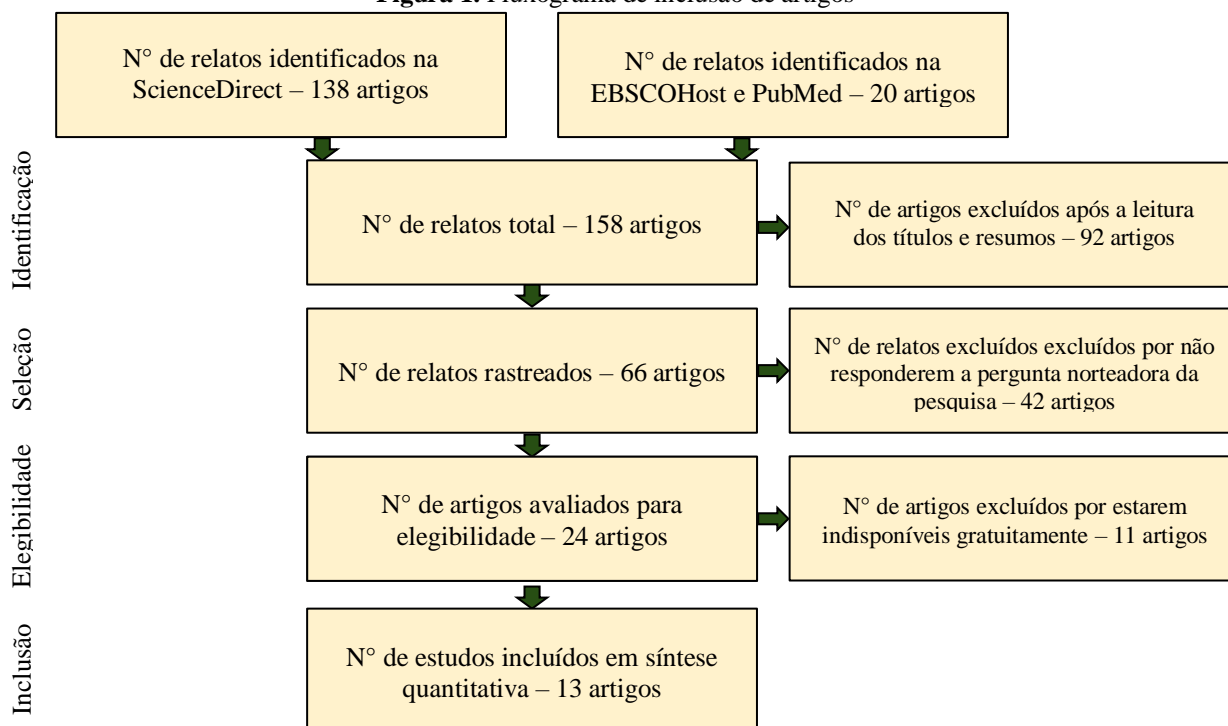 Figura 1. Fluxograma de inclusão de artigos
N° de relatos identificados na
ScienceDirect – 138 artigos
N° de relatos identificados na
EBSCOHost e PubMed – 20 artigos
Identificação
N° de relatos total – 158 artigos
N° de artigos excluídos após a leitura
dos títulos e resumos – 92 artigos
Seleção
N° de relatos rastreados – 66 artigos
N° de relatos excluídos excluídos por não
responderem a pergunta norteadora da
pesquisa – 42 artigos
Elegibilidade
N° de artigos avaliados para
elegibilidade – 24 artigos
N° de artigos excluídos por estarem
indisponíveis gratuitamente – 11 artigos
Inclusão
N° de estudos incluídos em síntese
quantitativa – 13 artigos